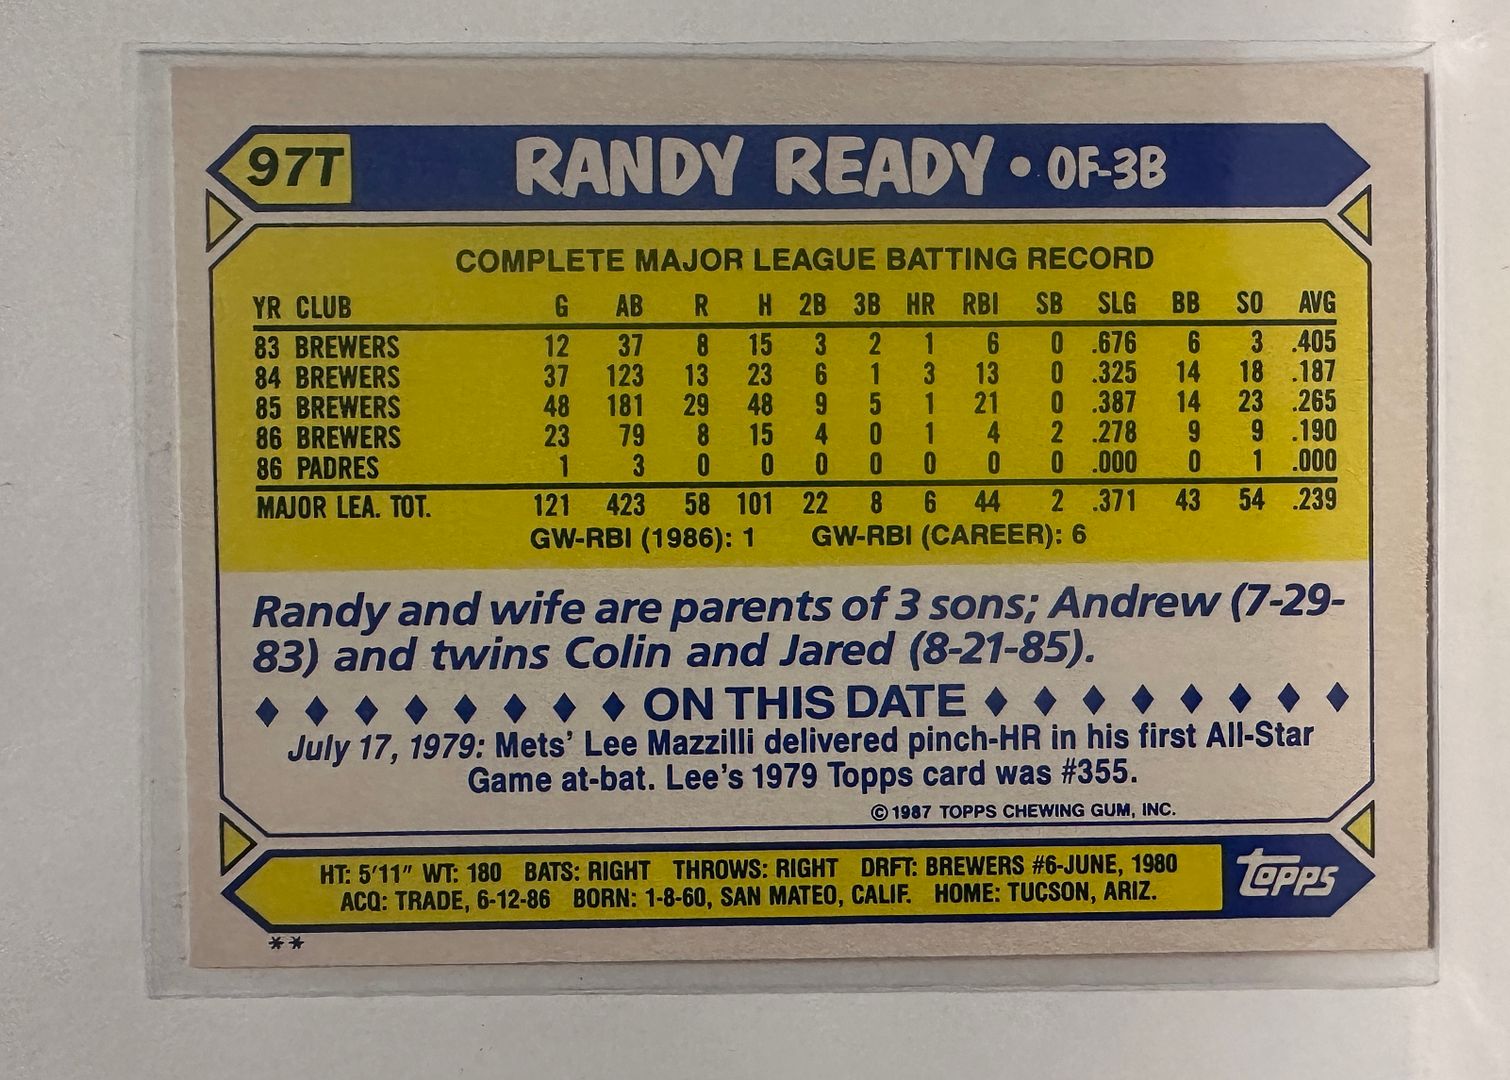 97T RANDY READY • OF-3B
COMPLETE MAJOR LEAGUE BATTING RECORD
YR CLUB G AB R H 2B 3B HR RBI SB SLG BB SO AVG
83 BREWERS 12 37 8 15 3 2 1 6 0 .676 6 3 .405
84 BREWERS 37 123 13 23 6 1 3 13 0 .325 14 18 .187
85 BREWERS 48 181 29 48 9 5 1 21 0 .387 14 23 .265
86 BREWERS 23 79 8 15 4 0 1 4 2 .278 9 9 .190
86 PADRES 1 3 0 0 0 0 0 0 0 .000 0 1 .000
MAJOR LEA. TOT. 121 423 58 101 22 8 6 44 2 .371 43 54 .239
GW-RBI (1986): 1 GW-RBI (CAREER): 6
Randy and wife are parents of 3 sons; Andrew (7-29-
83) and twins Colin and Jared (8-21-85).
♦ ♦ ♦ ♦ ♦ ♦ ♦ ♦ ON THIS DATE ♦ ♦ ♦ ♦ ♦ ♦ ♦ ♦
July 17, 1979: Mets' Lee Mazzilli delivered pinch-HR in his first All-Star
Game at-bat. Lee's 1979 Topps card was #355.
© 1987 TOPPS CHEWING GUM, INC.
HT: 5'11" WT: 180 BATS: RIGHT THROWS: RIGHT DRFT: BREWERS #6-JUNE, 1980
ACQ: TRADE, 6-12-86 BORN: 1-8-60, SAN MATEO, CALIF. HOME: TUCSON, ARIZ.
Topps
**